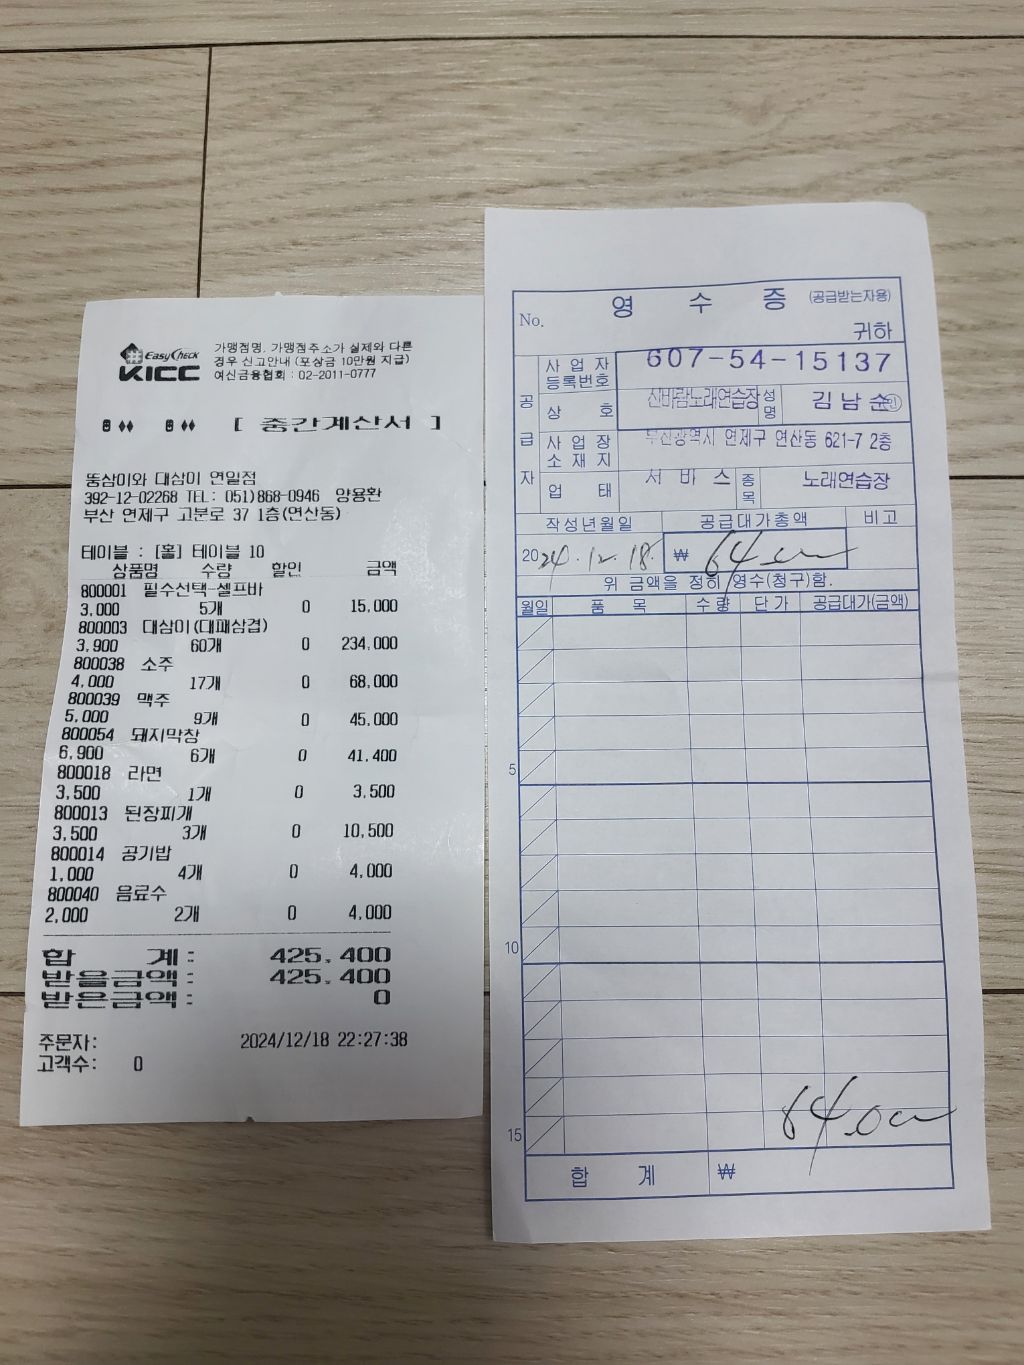 EasyCheck
KICC
가맹점명, 가맹점주소가 실제와 다른
경우 신고안내 (포상금 10만원 지급)
여신금융협회 : 02-2011-0777
[ 중간계산서 ]
뚱삼미와 대삼미 연일점
392-12-02268 TEL: 051)868-0946 양용환
부산 연제구 고분로 37 1층(연산동)
테이블 : [홀] 테이블 10
상품명 수량 할인 금액
800001 필수선택-셀프바
3,000 5개 0 15,000
800003 대삼미(대패삼겹)
3,900 60개 0 234,000
800038 소주
4,000 17개 0 68,000
800039 맥주
5,000 9개 0 45,000
800054 돼지막창
6,900 6개 0 41,400
800018 라면
3,500 1개 0 3,500
800013 된장찌개
3,500 3개 0 10,500
800014 공기밥
1,000 4개 0 4,000
800040 음료수
2,000 2개 0 4,000
합 계: 425,400
받을금액: 425,400
받은금액: 0
주문자: 2024/12/18 22:27:38
고객수: 0
영 수 증 (공급받는자용)
No.
귀하
공급자
사업자등록번호 607-54-15137
상 호 신바람노래연습장 성명 김남순 인
사업장소재지 부산광역시 연제구 연산동 621-7 2층
업 태 서비스 종목 노래연습장
작성년월일 공급대가총액 비고
2024.12.18. ₩ 64,000
위 금액을 정히 영수(청구)함.
월일 품 목 수량 단가 공급대가(금액)
5
10
64,000
15
합 계 ₩